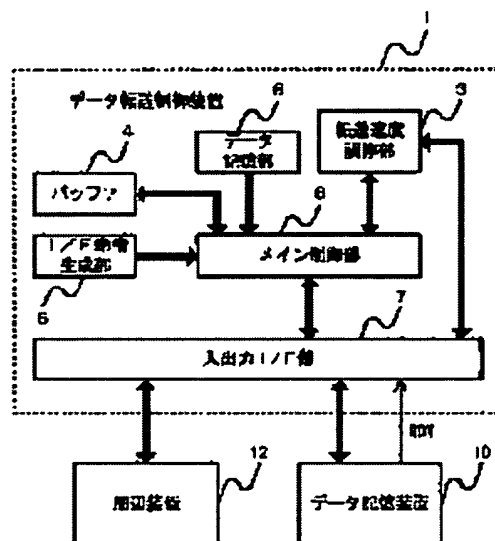 1
データ転送制御装置
4
6
3
データ
記憶部
転送速度
調停部
バッファ
8
I/F命令
生成部
メイン制御部
5
7
入出力I/F部
RDY
12
10
周辺装置
データ記憶装置